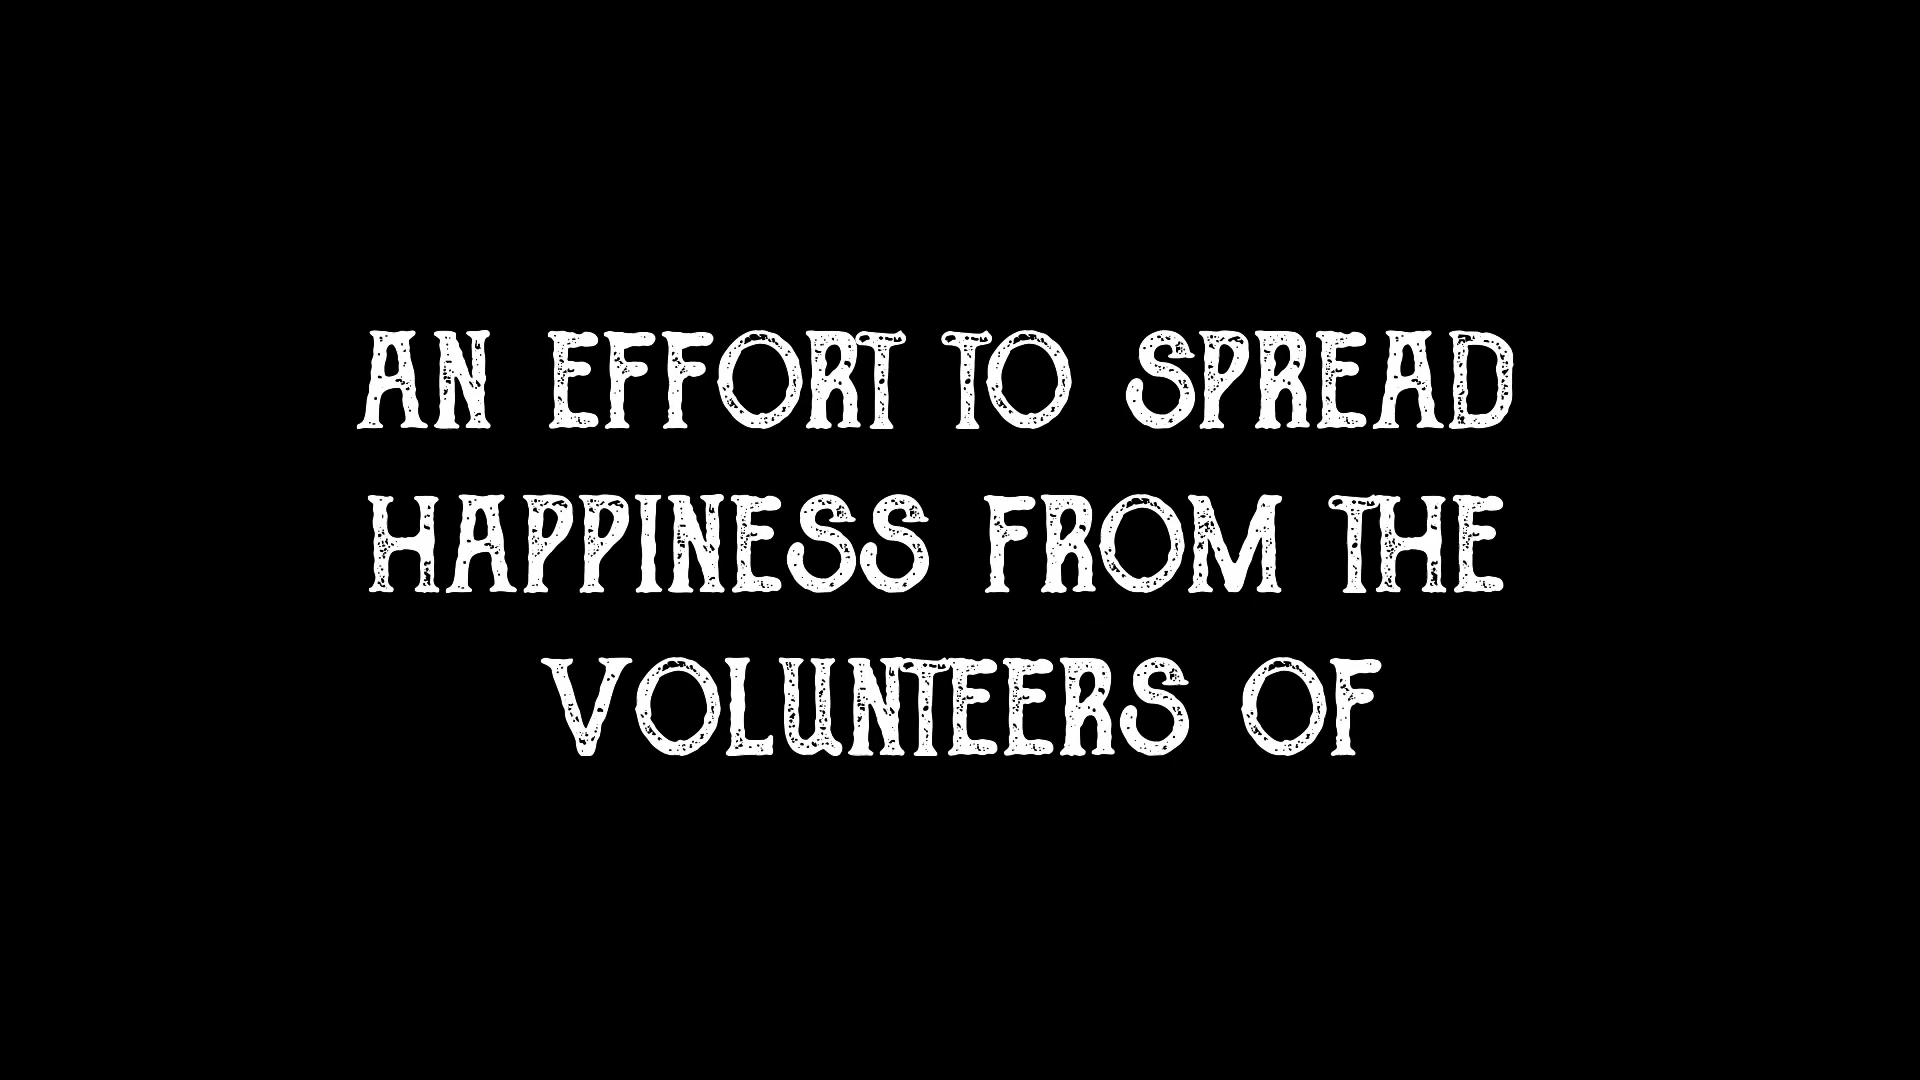 AN EFFORT TO SPREAD
HAPPINESS FROM THE
VOLUNTEERS OF